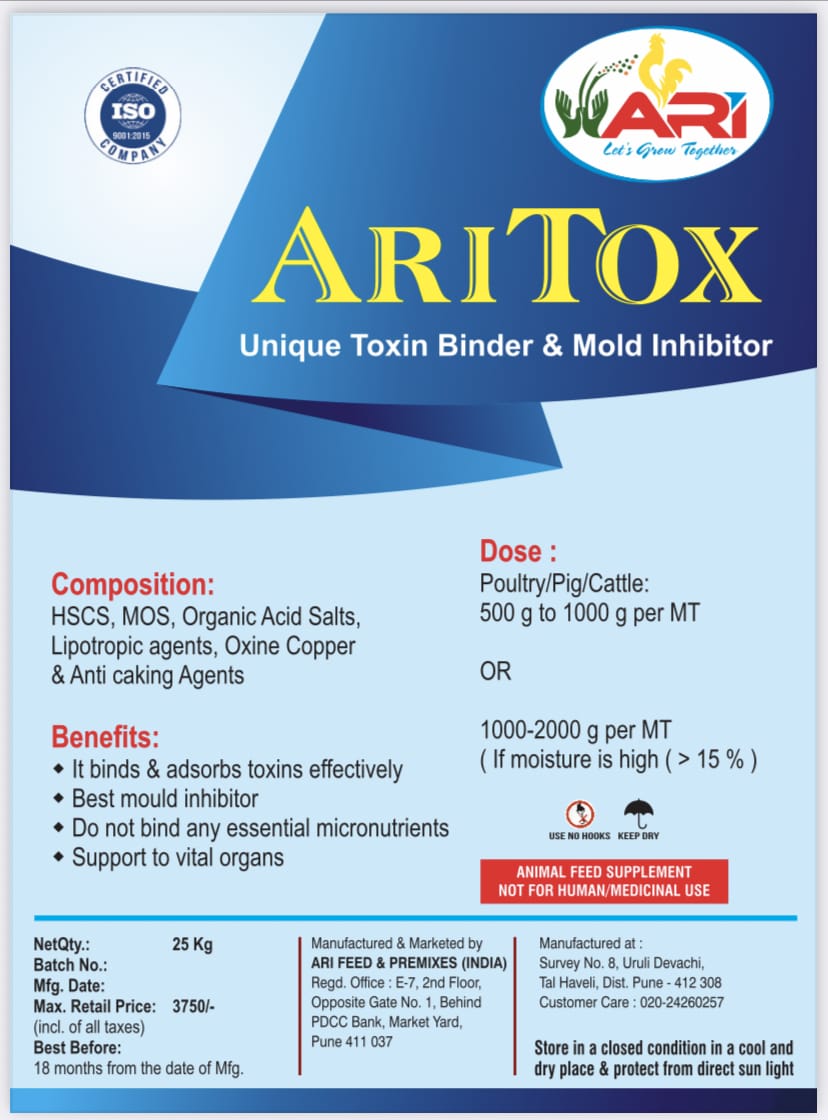 CERTIFIED
ISO
9001:2015
COMPANY
ARI
Let's Grow Together
ARITOX
Unique Toxin Binder & Mold Inhibitor
Composition:
HSCS, MOS, Organic Acid Salts,
Lipotropic agents, Oxine Copper
& Anti caking Agents
Benefits:
◆ It binds & adsorbs toxins effectively
◆ Best mould inhibitor
◆ Do not bind any essential micronutrients
◆ Support to vital organs
Dose :
Poultry/Pig/Cattle:
500 g to 1000 g per MT
OR
1000-2000 g per MT
( If moisture is high ( > 15 % )
USE NO HOOKS KEEP DRY
ANIMAL FEED SUPPLEMENT
NOT FOR HUMAN/MEDICINAL USE
NetQty.: 25 Kg
Batch No.:
Mfg. Date:
Max. Retail Price: 3750/-
(incl. of all taxes)
Best Before:
18 months from the date of Mfg.
Manufactured & Marketed by
ARI FEED & PREMIXES (INDIA)
Regd. Office : E-7, 2nd Floor,
Opposite Gate No. 1, Behind
PDCC Bank, Market Yard,
Pune 411 037
Manufactured at :
Survey No. 8, Uruli Devachi,
Tal Haveli, Dist. Pune - 412 308
Customer Care : 020-24260257
Store in a closed condition in a cool and
dry place & protect from direct sun light